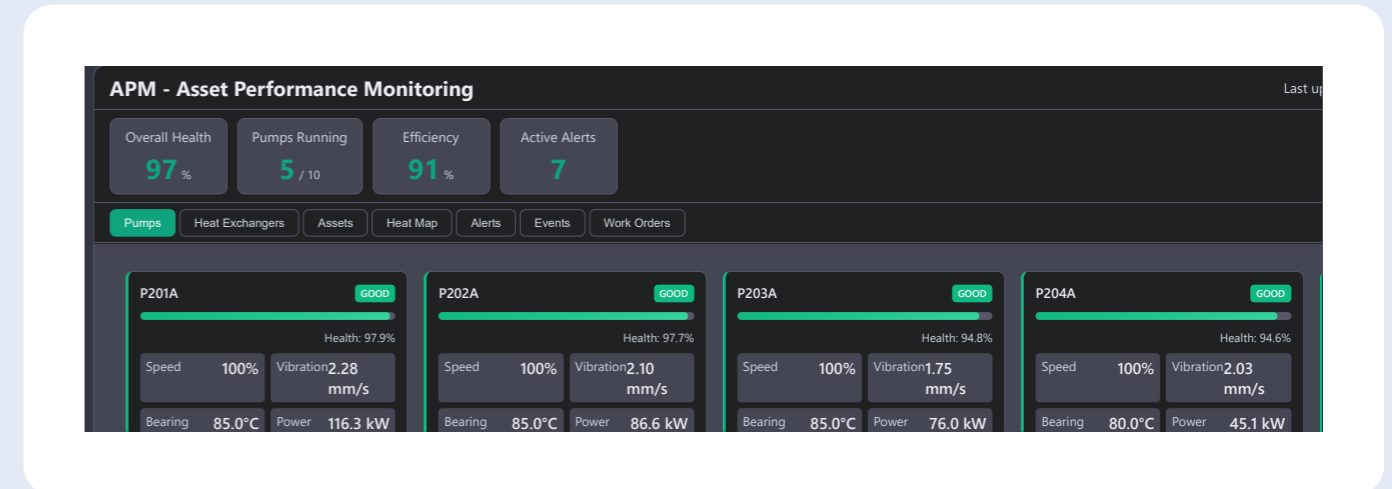 APM - Asset Performance Monitoring
Last
Overall Health
97 %
Pumps Running
5 / 10
Efficiency
91 %
Active Alerts
7
Pumps Heat Exchangers Assets Heat Map Alerts Events Work Orders
P201A GOOD
Health: 97.9%
Speed 100% Vibration 2.28
mm/s
Bearing 85.0°C Power 116.3 kW
P202A GOOD
Health: 97.7%
Speed 100% Vibration 2.10
mm/s
Bearing 85.0°C Power 86.6 kW
P203A GOOD
Health: 94.8%
Speed 100% Vibration 1.75
mm/s
Bearing 85.0°C Power 76.0 kW
P204A GOOD
Health: 94.6%
Speed 100% Vibration 2.03
mm/s
Bearing 80.0°C Power 45.1 kW